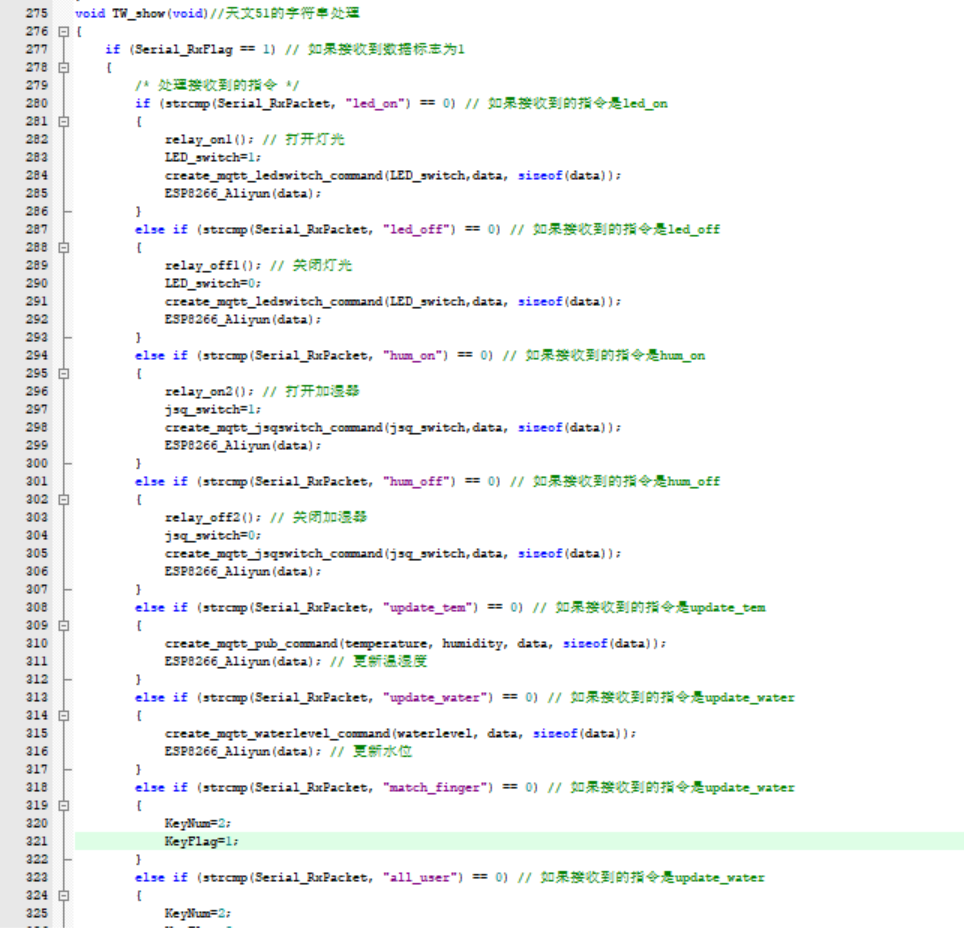 275 void TW_show(void)//天文51的字符串处理
276 {
277 if (Serial_RxFlag == 1) // 如果接收到数据标志为1
278 {
279 /* 处理接收到的指令 */
280 if (strcmp(Serial_RxPacket, "led_on") == 0) // 如果接收到的指令是led_on
281 {
282 relay_on1(); // 打开灯光
283 LED_switch=1;
284 create_mqtt_ledswitch_command(LED_switch,data, sizeof(data));
285 ESP8266_Aliyun(data);
286 }
287 else if (strcmp(Serial_RxPacket, "led_off") == 0) // 如果接收到的指令是led_off
288 {
289 relay_off1(); // 关闭灯光
290 LED_switch=0;
291 create_mqtt_ledswitch_command(LED_switch,data, sizeof(data));
292 ESP8266_Aliyun(data);
293 }
294 else if (strcmp(Serial_RxPacket, "hum_on") == 0) // 如果接收到的指令是hum_on
295 {
296 relay_on2(); // 打开加湿器
297 jsq_switch=1;
298 create_mqtt_jsqswitch_command(jsq_switch,data, sizeof(data));
299 ESP8266_Aliyun(data);
300 }
301 else if (strcmp(Serial_RxPacket, "hum_off") == 0) // 如果接收到的指令是hum_off
302 {
303 relay_off2(); // 关闭加湿器
304 jsq_switch=0;
305 create_mqtt_jsqswitch_command(jsq_switch,data, sizeof(data));
306 ESP8266_Aliyun(data);
307 }
308 else if (strcmp(Serial_RxPacket, "update_tem") == 0) // 如果接收到的指令是update_tem
309 {
310 create_mqtt_pub_command(temperature, humidity, data, sizeof(data));
311 ESP8266_Aliyun(data); // 更新温湿度
312 }
313 else if (strcmp(Serial_RxPacket, "update_water") == 0) // 如果接收到的指令是update_water
314 {
315 create_mqtt_waterlevel_command(waterlevel, data, sizeof(data));
316 ESP8266_Aliyun(data); // 更新水位
317 }
318 else if (strcmp(Serial_RxPacket, "match_finger") == 0) // 如果接收到的指令是update_water
319 {
320 KeyNum=2;
321 KeyFlag=1;
322 }
323 else if (strcmp(Serial_RxPacket, "all_user") == 0) // 如果接收到的指令是update_water
324 {
325 KeyNum=2;